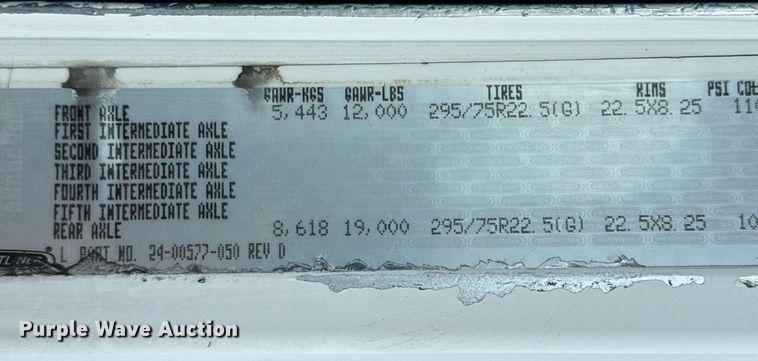 GAWR-KGS GAWR-LBS TIRES RIMS PSI
FRONT AXLE 5,443 12,000 295/75R22.5(G) 22.5X8.25
FIRST INTERMEDIATE AXLE
SECOND INTERMEDIATE AXLE
THIRD INTERMEDIATE AXLE
FOURTH INTERMEDIATE AXLE
FIFTH INTERMEDIATE AXLE
REAR AXLE 8,618 19,000 295/75R22.5(G) 22.5X8.25
L PART NO. 24-00577-050 REV D
Purple Wave Auction